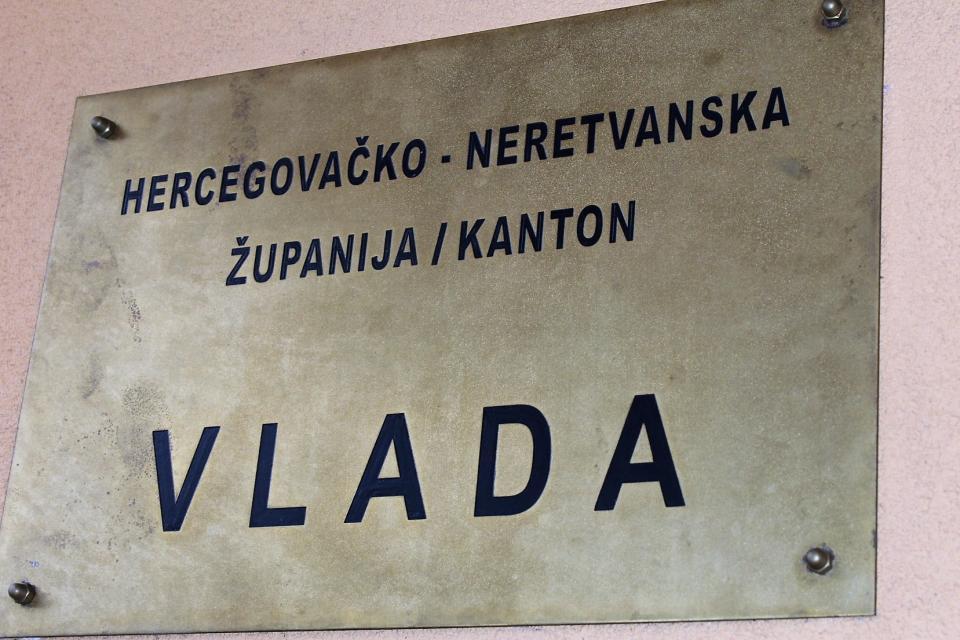 HERCEGOVAČKO - NERETVANSKA
ŽUPANIJA / KANTON
VLADA